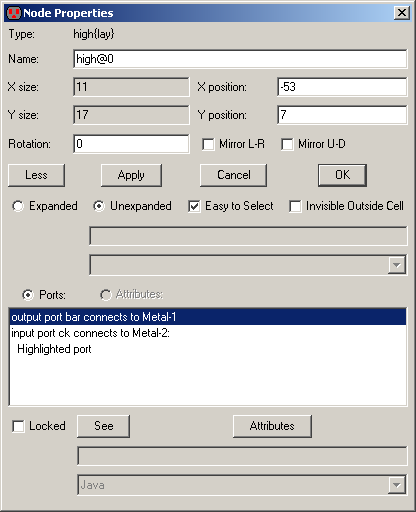 Node Properties
Type: high{lay}
Name: high@0
X size: 11 X position: -53
Y size: 17 Y position: 7
Rotation: 0 Mirror L-R Mirror U-D
Less Apply Cancel OK
Expanded Unexpanded Easy to Select Invisible Outside Cell
Ports: Attributes:
output port bar connects to Metal-1
input port ck connects to Metal-2:
Highlighted port
Locked See Attributes
Java